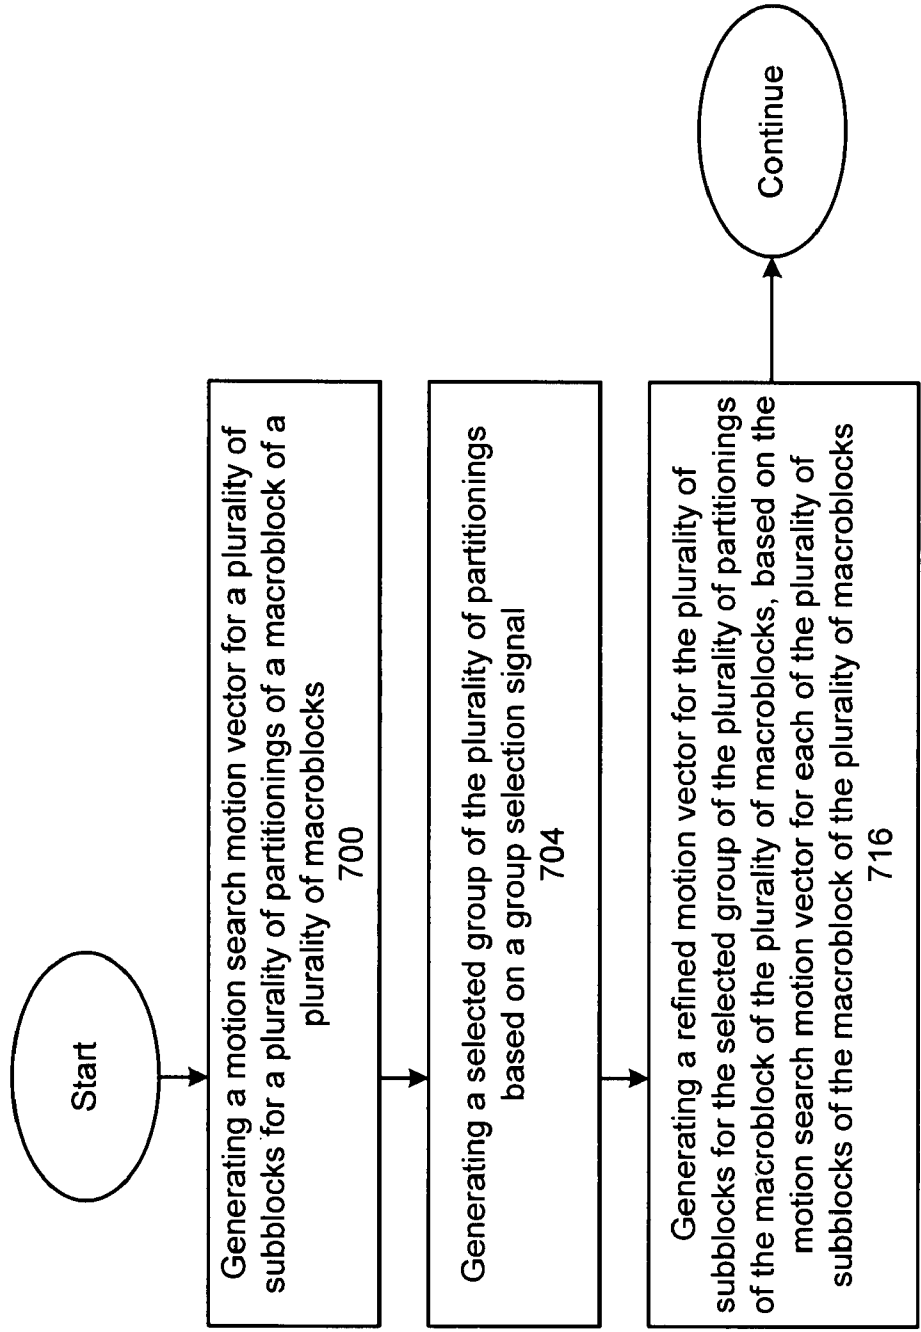 Start
Generating a motion search motion vector for a plurality of
subblocks for a plurality of partitionings of a macroblock of a
plurality of macroblocks
700
Generating a selected group of the plurality of partitionings
based on a group selection signal
704
Generating a refined motion vector for the plurality of
subblocks for the selected group of the plurality of partitionings
of the macroblock of the plurality of macroblocks, based on the
motion search motion vector for each of the plurality of
subblocks of the macroblock of the plurality of macroblocks
716
Continue